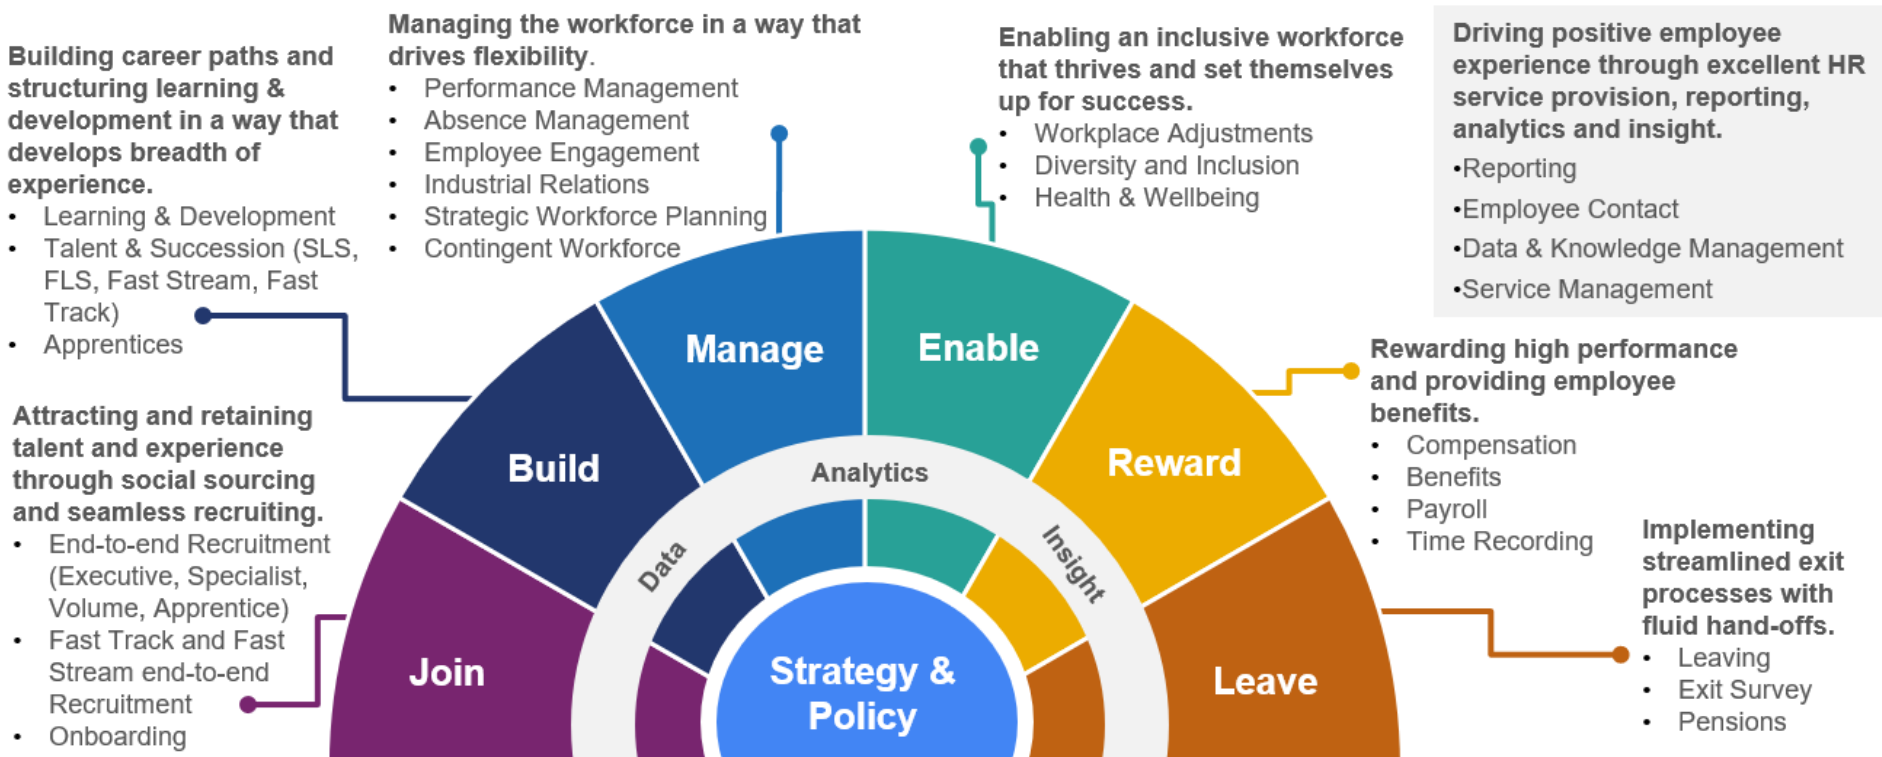 Building career paths and
structuring learning &
development in a way that
develops breadth of
experience.
• Learning & Development
• Talent & Succession (SLS,
FLS, Fast Stream, Fast
Track)
• Apprentices
Attracting and retaining
talent and experience
through social sourcing
and seamless recruiting.
• End-to-end Recruitment
(Executive, Specialist,
Volume, Apprentice)
• Fast Track and Fast
Stream end-to-end
Recruitment
• Onboarding
Managing the workforce in a way that
drives flexibility.
• Performance Management
• Absence Management
• Employee Engagement
• Industrial Relations
• Strategic Workforce Planning
• Contingent Workforce
Enabling an inclusive workforce
that thrives and set themselves
up for success.
• Workplace Adjustments
• Diversity and Inclusion
• Health & Wellbeing
Driving positive employee
experience through excellent HR
service provision, reporting,
analytics and insight.
•Reporting
•Employee Contact
•Data & Knowledge Management
•Service Management
Rewarding high performance
and providing employee
benefits.
• Compensation
• Benefits
• Payroll
• Time Recording
Implementing
streamlined exit
processes with
fluid hand-offs.
• Leaving
• Exit Survey
• Pensions
Join
Build
Manage
Enable
Reward
Leave
Data
Analytics
Insight
Strategy &
Policy